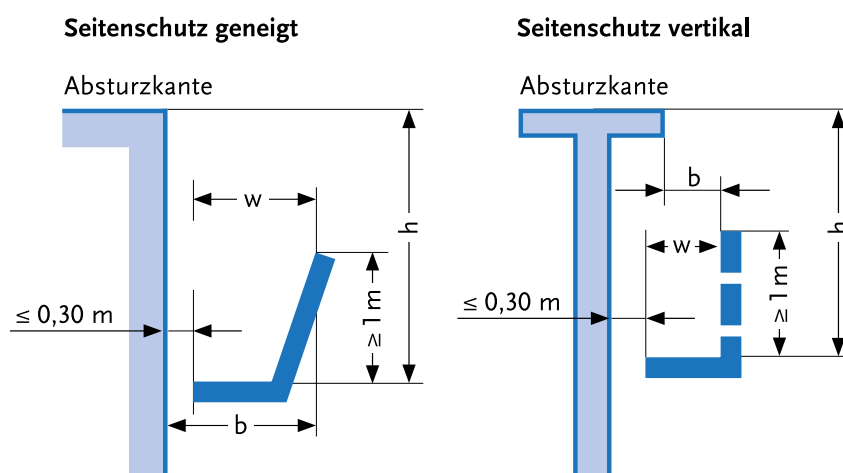 Seitenschutz geneigt
Absturzkante
w
h
≤ 0,30 m
≥ 1 m
b
Seitenschutz vertikal
Absturzkante
b
w
h
≤ 0,30 m
≥ 1 m